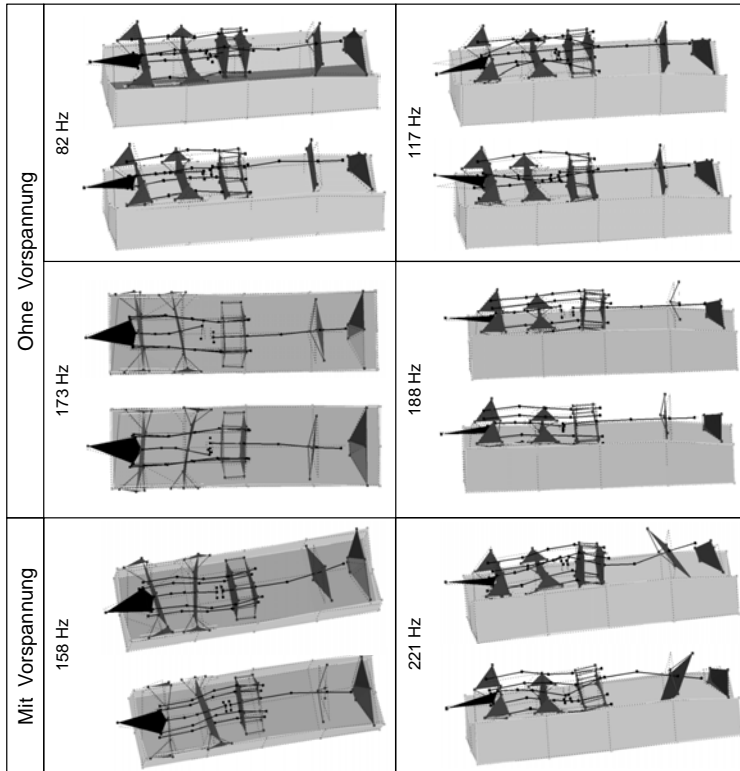 Ohne Vorspannung
82 Hz
117 Hz
173 Hz
188 Hz
Mit Vorspannung
158 Hz
221 Hz